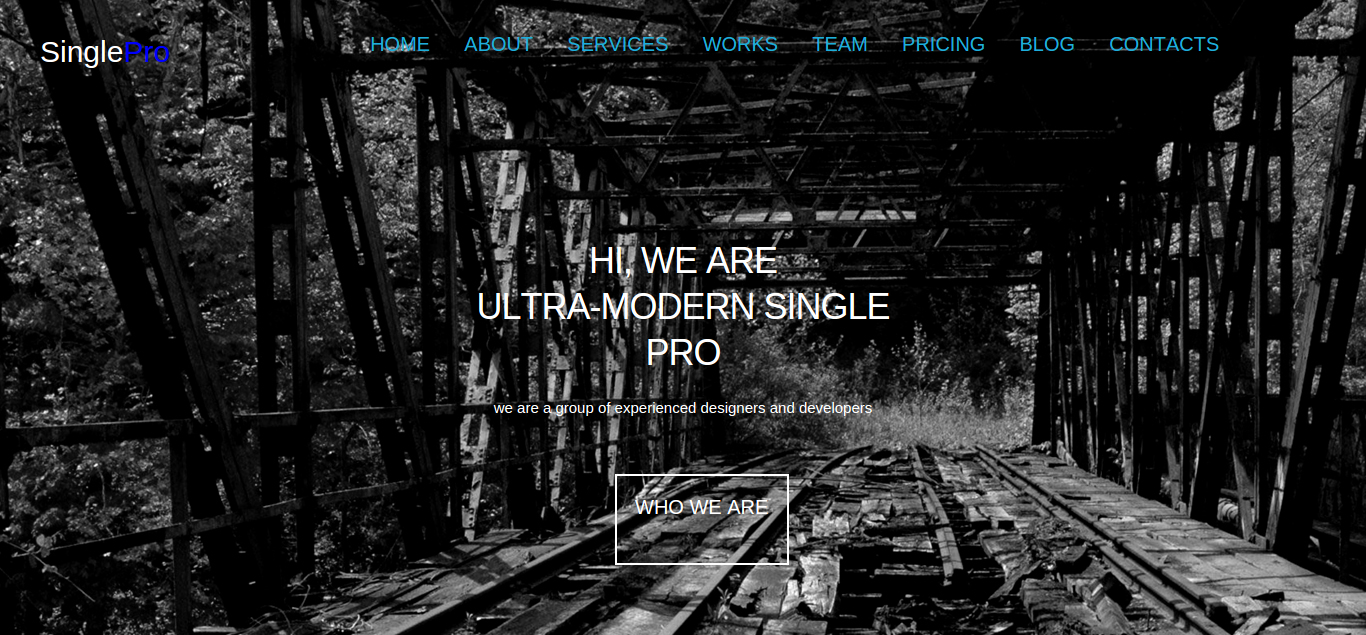 SinglePro
HOME ABOUT SERVICES WORKS TEAM PRICING BLOG CONTACTS
HI, WE ARE
ULTRA-MODERN SINGLE
PRO
we are a group of experienced designers and developers
WHO WE ARE